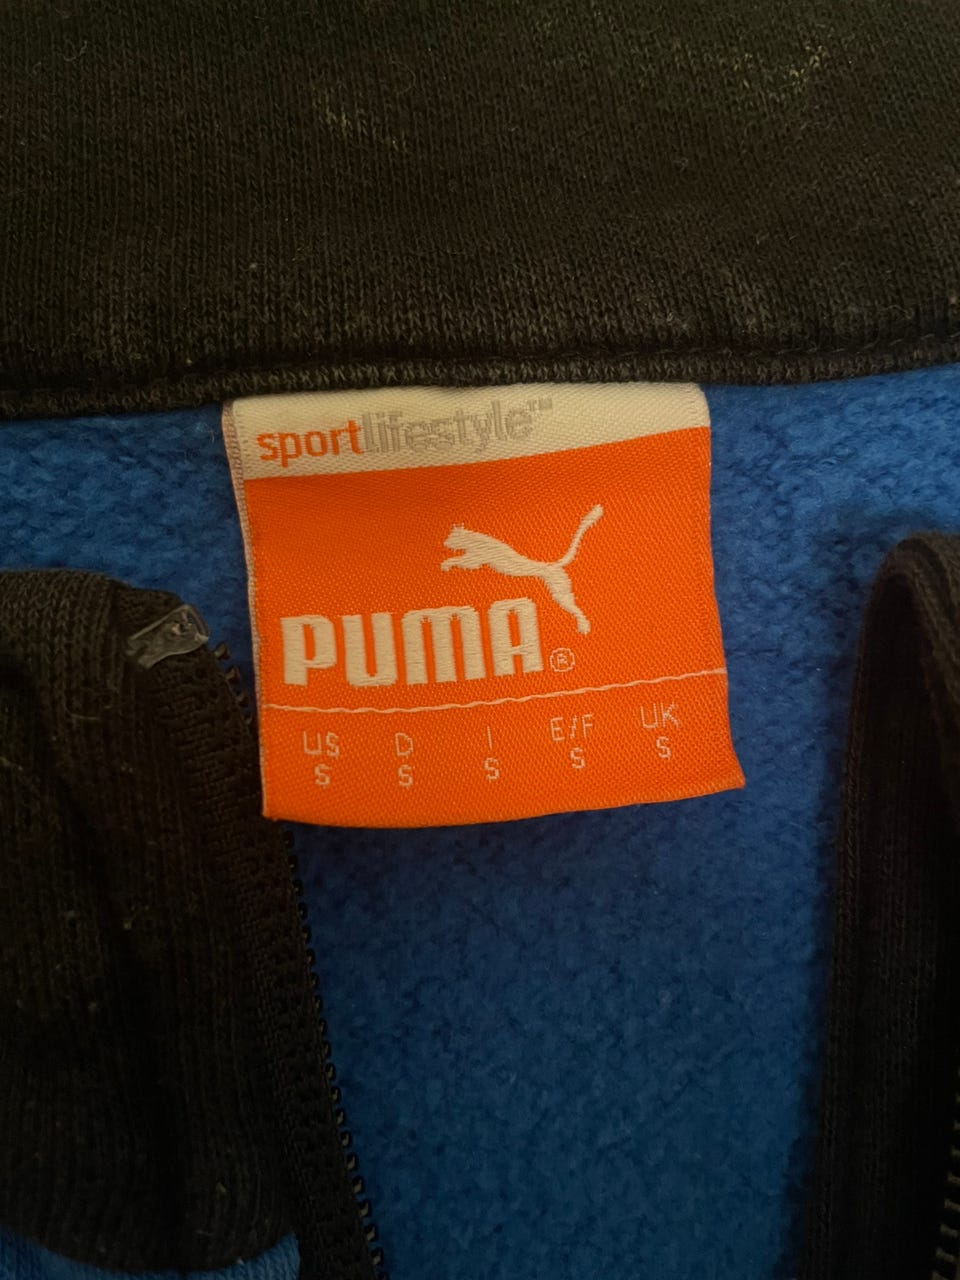 sportlifestyle™
PUMA®
US D I E/F UK
S S S S S